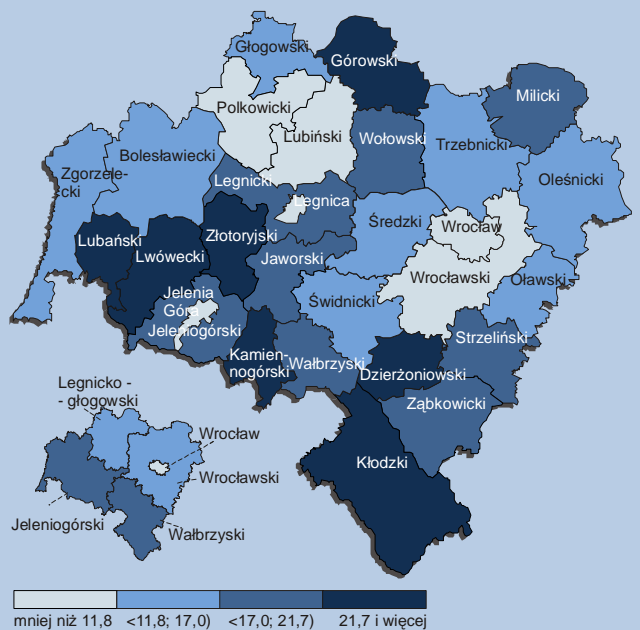 Głogowski
Górowski
Milicki
Polkowicki
Lubiński
Wołowski
Trzebnicki
Bolesławiecki
Zgorzele-
cki
Legnicki
Oleśnicki
Legnica
Średzki
Wrocław
Lubański
Złotoryjski
Lwówecki
Jaworski
Wrocławski
Oławski
Jelenia
Góra
Jeleniogórski
Świdnicki
Strzeliński
Kamien-
nogórski
Wałbrzyski
Dzierżoniowski
Ząbkowicki
Kłodzki
Legnicko -
- głogowski
Wrocław
Wrocławski
Jeleniogórski
Wałbrzyski
mniej niż 11,8 <11,8; 17,0) <17,0; 21,7) 21,7 i więcej